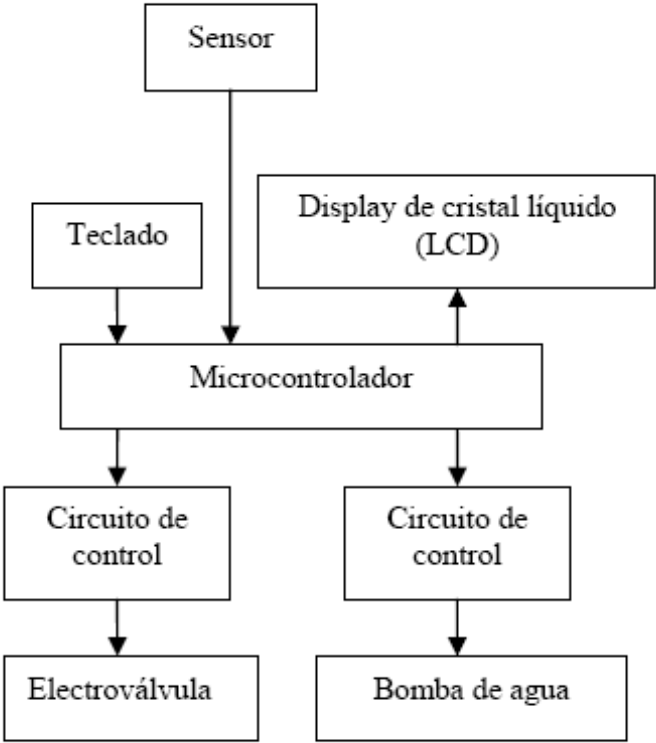 Sensor
Teclado
Display de cristal líquido
(LCD)
Microcontrolador
Circuito de
control
Circuito de
control
Electroválvula
Bomba de agua